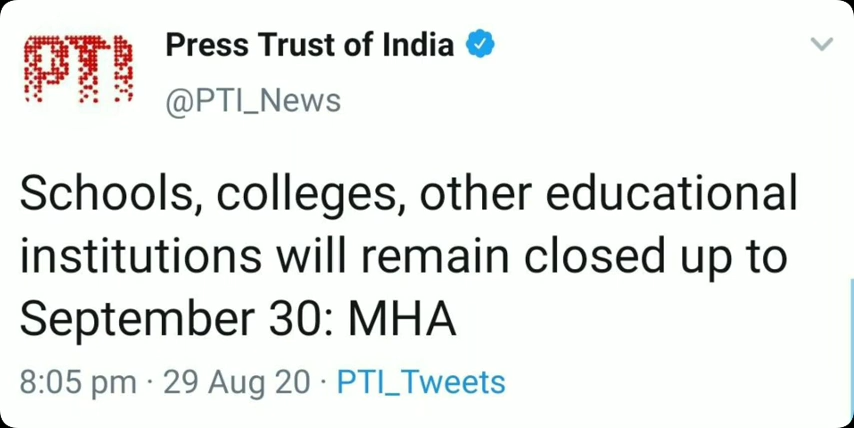 PTI
Press Trust of India
@PTI_News
Schools, colleges, other educational
institutions will remain closed up to
September 30: MHA
8:05 pm · 29 Aug 20 · PTI_Tweets